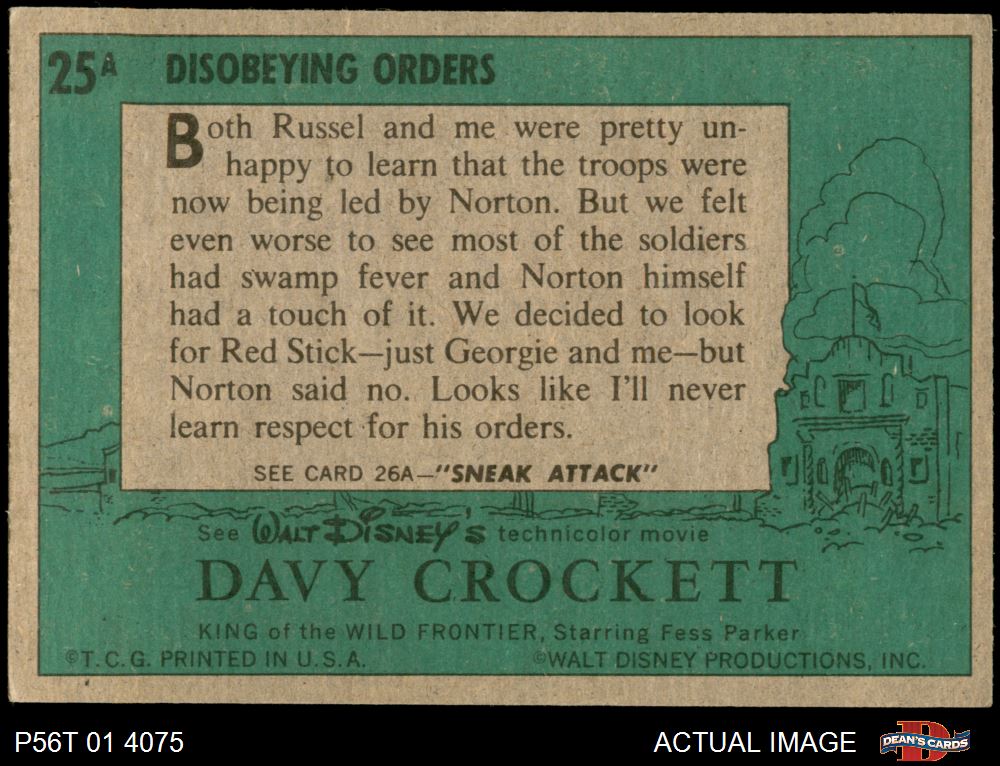 25A DISOBEYING ORDERS
Both Russel and me were pretty un-
happy to learn that the troops were
now being led by Norton. But we felt
even worse to see most of the soldiers
had swamp fever and Norton himself
had a touch of it. We decided to look
for Red Stick—just Georgie and me—but
Norton said no. Looks like I'll never
learn respect for his orders.
SEE CARD 26A—"SNEAK ATTACK"
See WALT DISNEY'S technicolor movie
DAVY CROCKETT
KING of the WILD FRONTIER, Starring Fess Parker
©T.C.G. PRINTED IN U.S.A. ©WALT DISNEY PRODUCTIONS, INC.
P56T 01 4075 ACTUAL IMAGE D DEAN'S CARDS